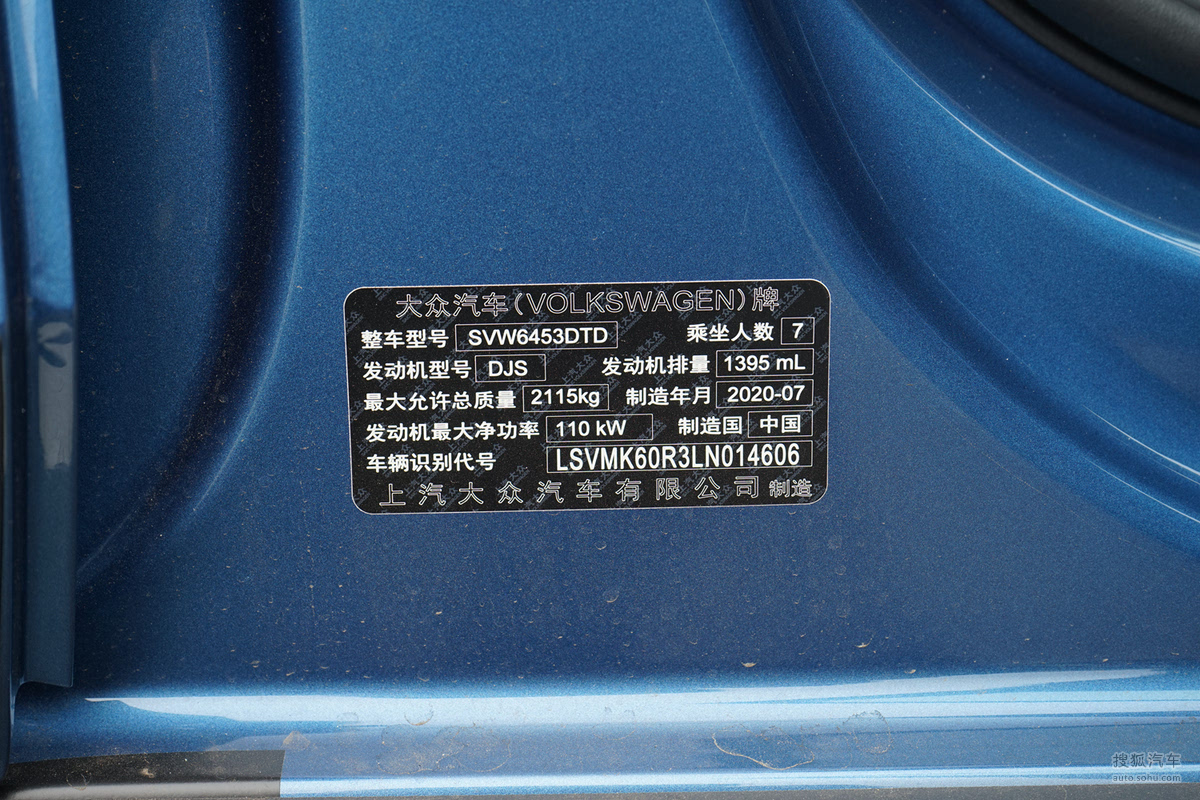 大众汽车(VOLKSWAGEN)牌
整车型号 SVW6453DTD 乘坐人数 7
发动机型号 DJS 发动机排量 1395 mL
最大允许总质量 2115kg 制造年月 2020-07
发动机最大净功率 110 kW 制造国 中国
车辆识别代号 LSVMK60R3LN014606
上汽大众汽车有限公司 制造
搜狐汽车
auto.sohu.com